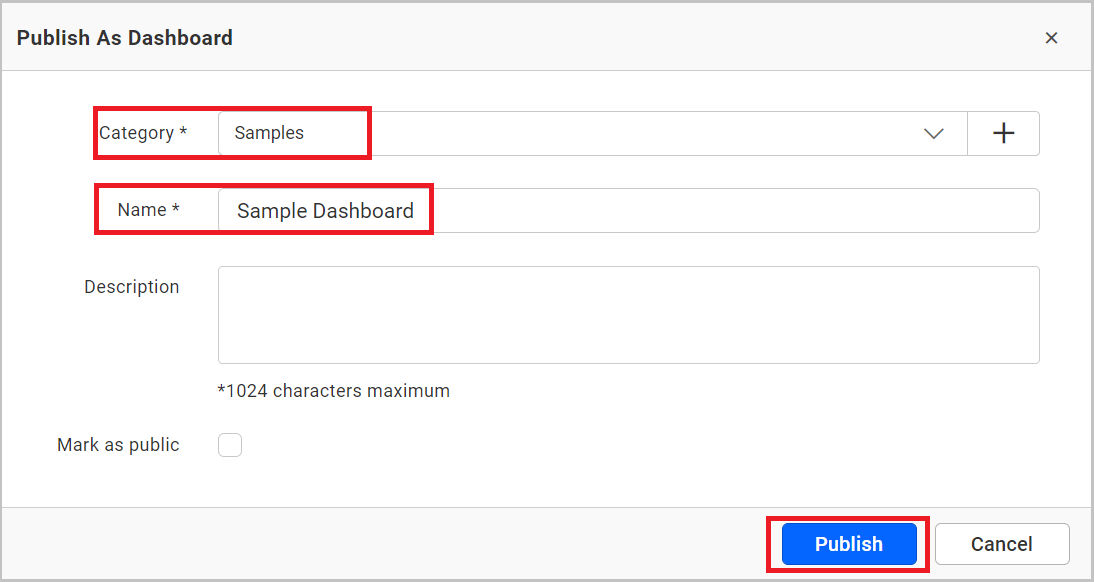 Publish As Dashboard
Category * Samples
Name * Sample Dashboard
Description
*1024 characters maximum
Mark as public
Publish Cancel